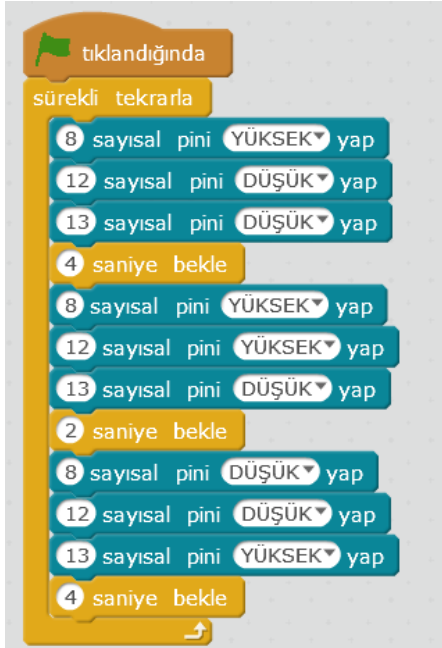 tıklandığında
sürekli tekrarla
8 sayısal pini YÜKSEK yap
12 sayısal pini DÜŞÜK yap
13 sayısal pini DÜŞÜK yap
4 saniye bekle
8 sayısal pini YÜKSEK yap
12 sayısal pini YÜKSEK yap
13 sayısal pini DÜŞÜK yap
2 saniye bekle
8 sayısal pini DÜŞÜK yap
12 sayısal pini DÜŞÜK yap
13 sayısal pini YÜKSEK yap
4 saniye bekle